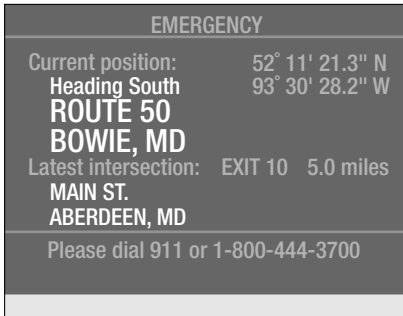 EMERGENCY
Current position: 52° 11' 21.3" N
Heading South 93° 30' 28.2" W
ROUTE 50
BOWIE, MD
Latest intersection: EXIT 10 5.0 miles
MAIN ST.
ABERDEEN, MD
Please dial 911 or 1-800-444-3700